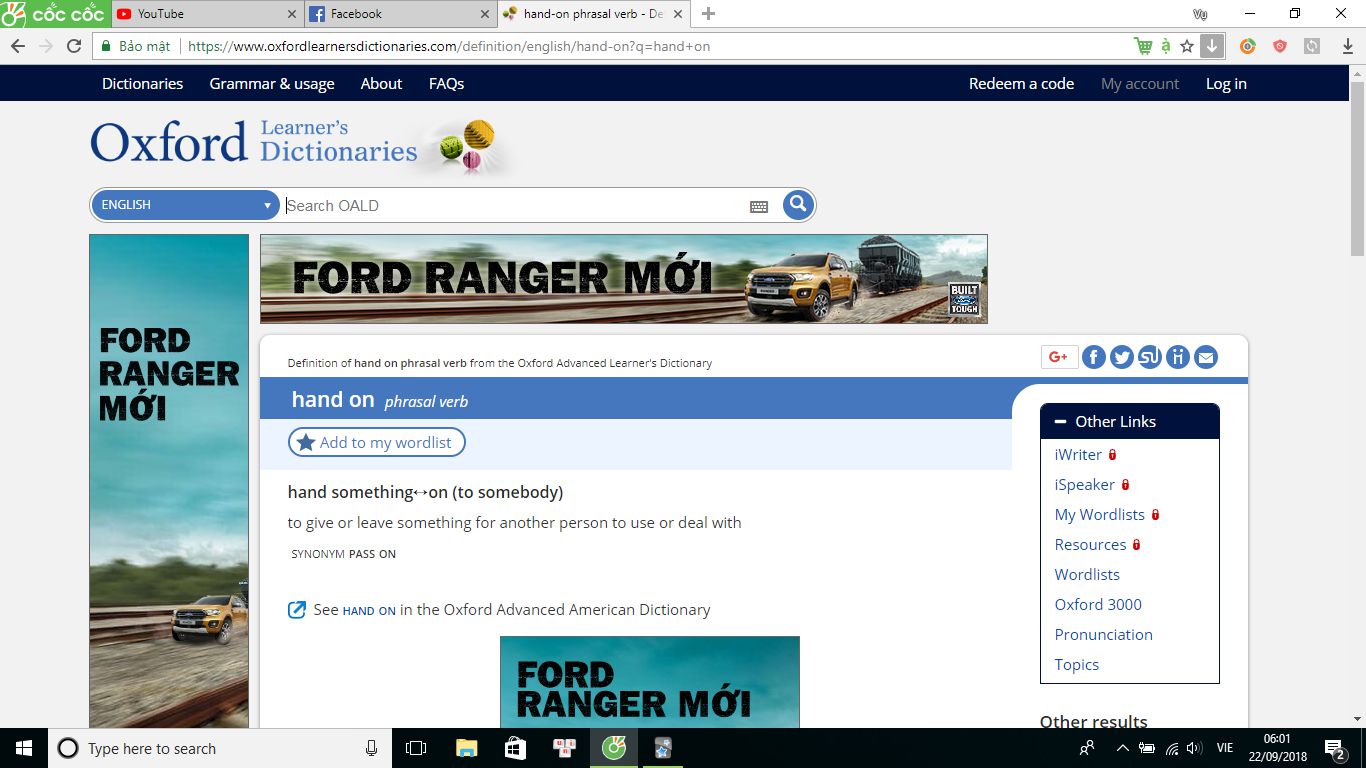 cốc cốc
YouTube
Facebook
hand-on phrasal verb - De
Vy
Bảo mật
https://www.oxfordlearnersdictionaries.com/definition/english/hand-on?q=hand+on
Dictionaries
Grammar & usage
About
FAQs
Redeem a code
My account
Log in
Oxford
Learner's
Dictionaries
ENGLISH
Search OALD
FORD
RANGER
MỚI
FORD RANGER MỚI
RANGER
BUILT
Ford
TOUGH
Definition of hand on phrasal verb from the Oxford Advanced Learner's Dictionary
G+
hand on phrasal verb
Add to my wordlist
hand something↔on (to somebody)
to give or leave something for another person to use or deal with
SYNONYM PASS ON
See HAND ON in the Oxford Advanced American Dictionary
FORD
RANGER MỚI
Other Links
iWriter
iSpeaker
My Wordlists
Resources
Wordlists
Oxford 3000
Pronunciation
Topics
Other results
Type here to search
VIE
06:01
22/09/2018
2